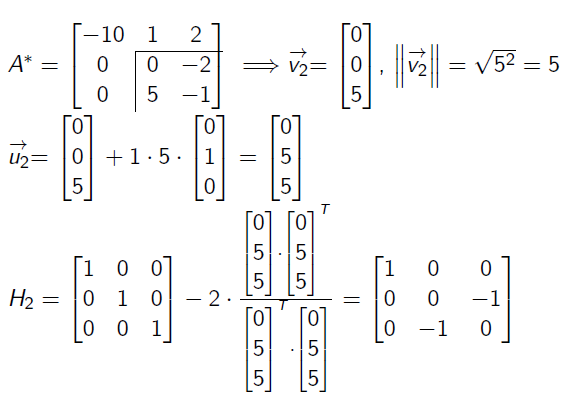 A* = [−10 1 2; 0 0 −2; 0 5 −1] ⟹ v₂→ = [0; 0; 5], ||v₂→|| = √5² = 5
u₂→ = [0; 0; 5] + 1 · 5 · [0; 1; 0] = [0; 5; 5]
H₂ = [1 0 0; 0 1 0; 0 0 1] − 2 · ([0; 5; 5] · [0; 5; 5]ᵀ) / ([0; 5; 5]ᵀ · [0; 5; 5]) = [1 0 0; 0 0 −1; 0 −1 0]